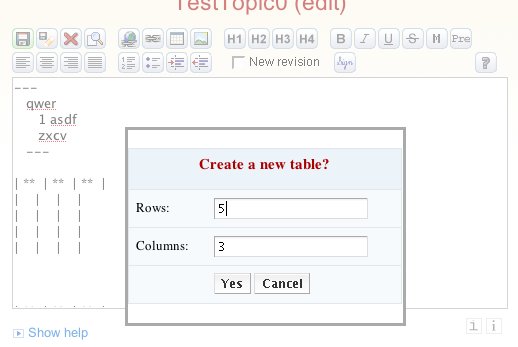 TestTopic0 (edit)
H1 H2 H3 H4 B I U S M Pre
New revision Sign ?
---
qwer
1 asdf
zxcv
---
| ** | ** | ** |
| | | |
| | | |
| | | |
| | | |
Create a new table?
Rows: 5
Columns: 3
Yes Cancel
Show help